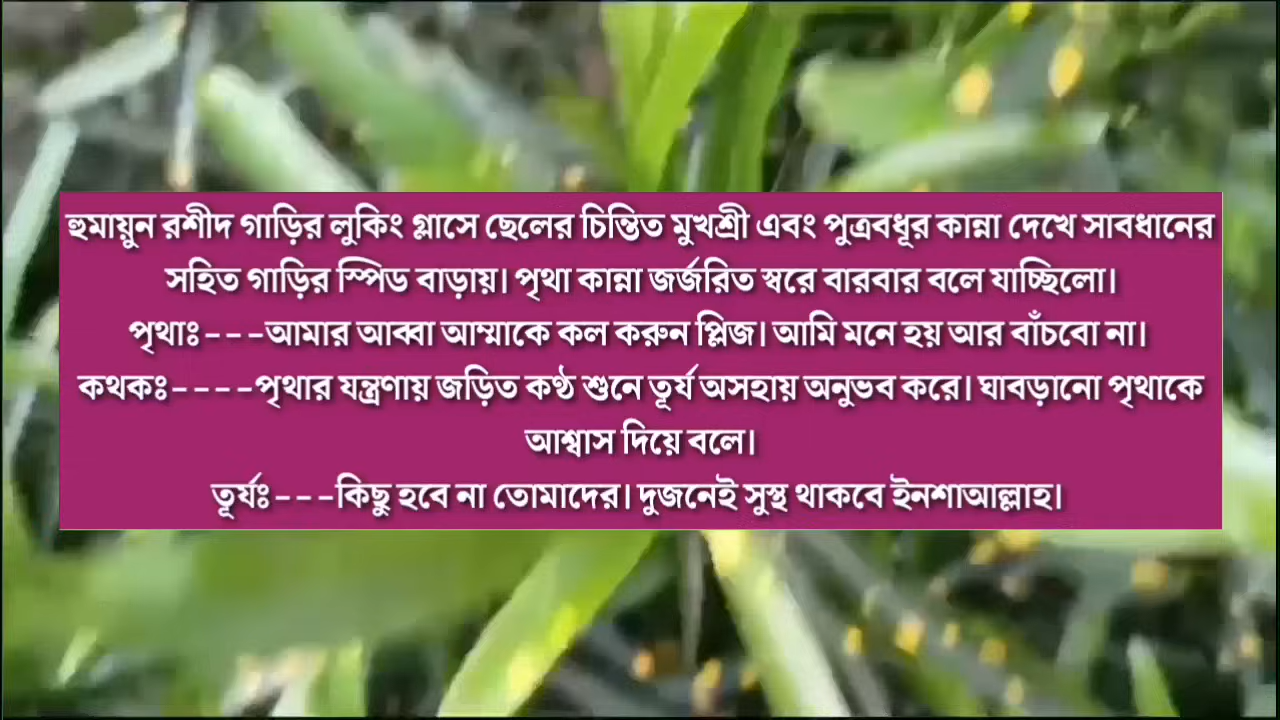 হুমায়ুন রশীদ গাড়ির লুকিং গ্লাসে ছেলের চিন্তিত মুখশ্রী এবং পুত্রবধূর কান্না দেখে সাবধানের
সহিত গাড়ির স্পিড বাড়ায়। পৃথা কান্না জর্জরিত স্বরে বারবার বলে যাচ্ছিলো।
পৃথাঃ---আমার আব্বা আম্মাকে কল করুন প্লিজ। আমি মনে হয় আর বাঁচবো না।
কথকঃ----পৃথার যন্ত্রণায় জড়িত কণ্ঠ শুনে তূর্য অসহায় অনুভব করে। ঘাবড়ানো পৃথাকে
আশ্বাস দিয়ে বলে।
তূর্যঃ---কিছু হবে না তোমাদের। দুজনেই সুস্থ থাকবে ইনশাআল্লাহ।